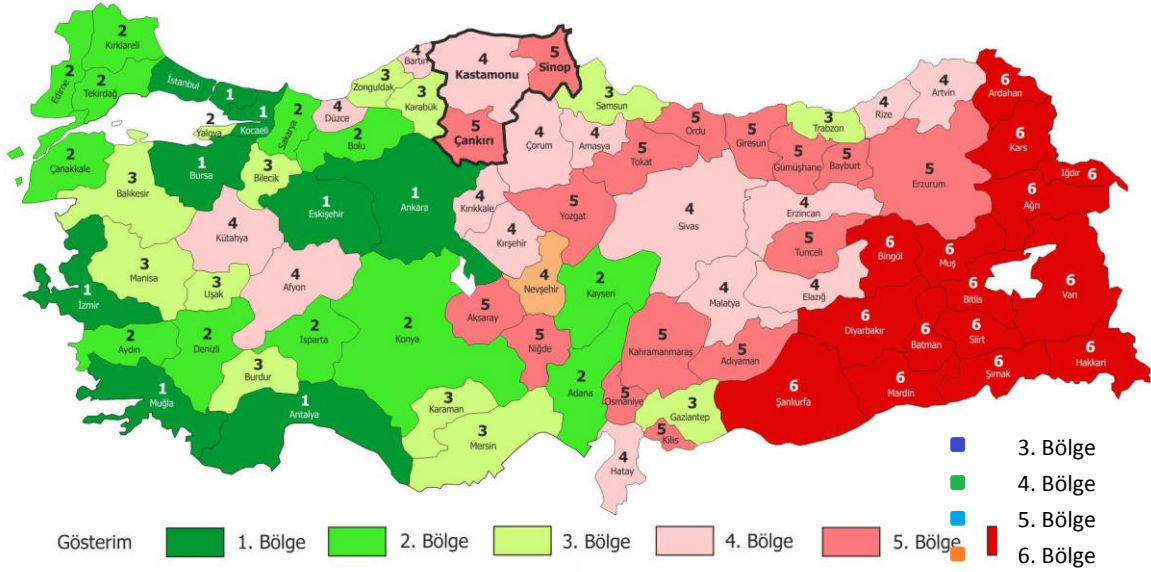 2
Kırklareli
2
Edirne
2
Tekirdağ
İstanbul
1
1
Kocaeli
2
Yalova
2
Sakarya
4
Düzce
2
Bolu
3
Zonguldak
4
Bartın
3
Karabük
4
Kastamonu
5
Sinop
5
Çankırı
3
Samsun
4
Çorum
4
Amasya
5
Tokat
5
Ordu
5
Giresun
5
Gümüşhane
5
Bayburt
3
Trabzon
4
Rize
4
Artvin
6
Ardahan
6
Kars
Iğdır 6
6
Ağrı
5
Erzurum
4
Erzincan
5
Tunceli
6
Bingöl
6
Muş
6
Bitlis
6
Van
6
Hakkari
6
Şırnak
6
Siirt
6
Batman
6
Mardin
6
Diyarbakır
6
Şanlıurfa
4
Elazığ
4
Malatya
5
Adıyaman
5
Kahramanmaraş
4
Sivas
5
Yozgat
4
Kırıkkale
4
Kırşehir
4
Nevşehir
2
Kayseri
5
Aksaray
5
Niğde
2
Adana
5
Osmaniye
3
Gaziantep
5
Kilis
4
Hatay
3
Mersin
3
Karaman
2
Konya
1
Ankara
1
Eskişehir
3
Bilecik
1
Bursa
2
Çanakkale
3
Balıkesir
4
Kütahya
4
Afyon
3
Uşak
3
Manisa
1
İzmir
2
Aydın
2
Denizli
2
Isparta
3
Burdur
1
Muğla
1
Antalya
3. Bölge
4. Bölge
5. Bölge
6. Bölge
Gösterim
1. Bölge
2. Bölge
3. Bölge
4. Bölge
5. Bölge